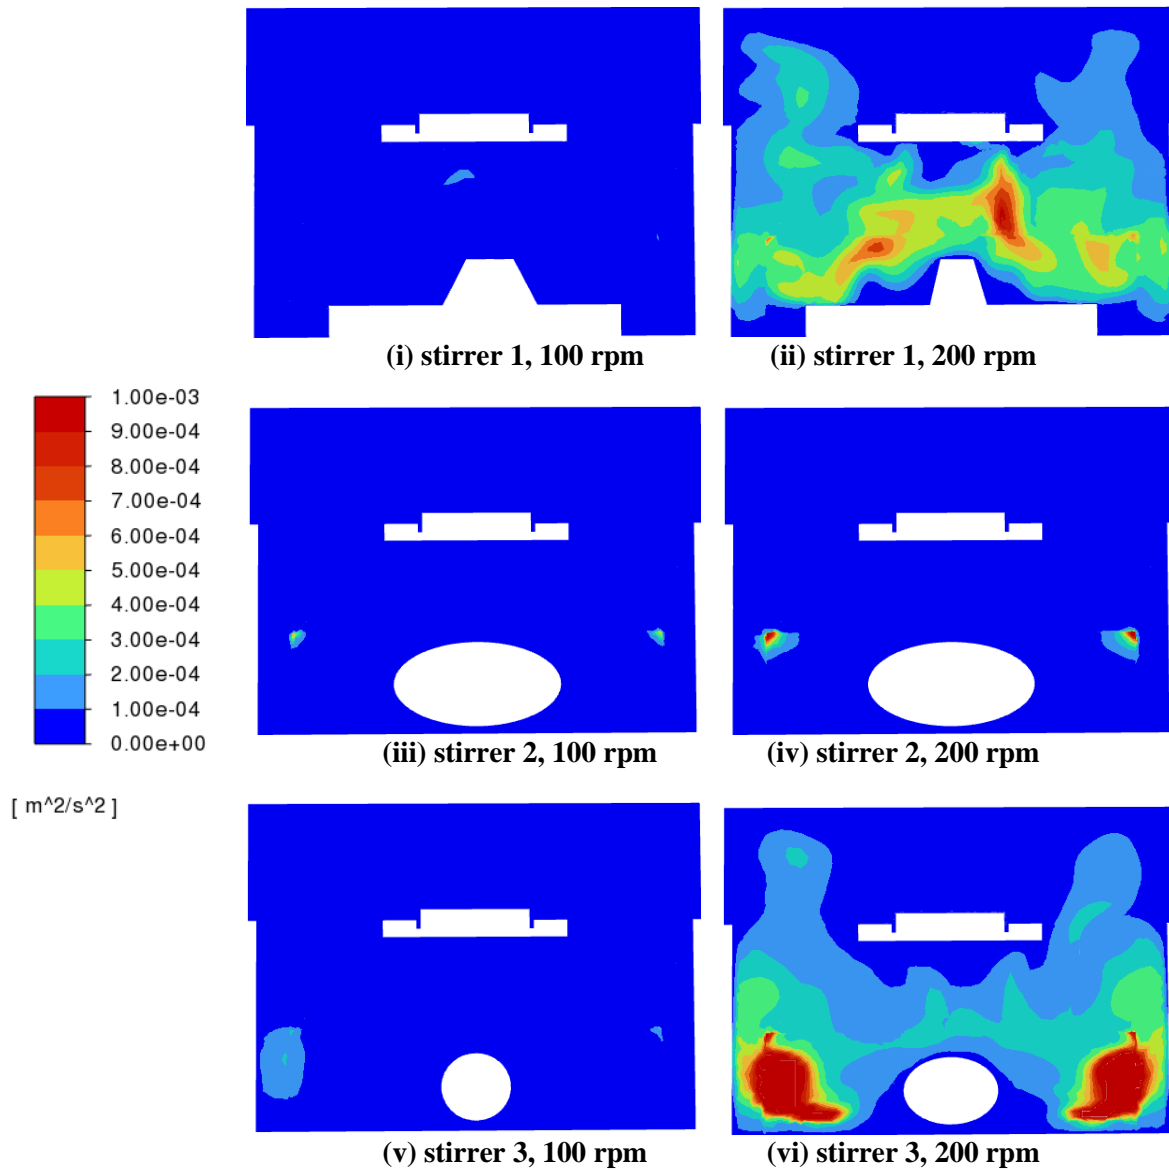 (i) stirrer 1, 100 rpm
(ii) stirrer 1, 200 rpm
1.00e-03
9.00e-04
8.00e-04
7.00e-04
6.00e-04
5.00e-04
4.00e-04
3.00e-04
2.00e-04
1.00e-04
0.00e+00
[ m^2/s^2 ]
(iii) stirrer 2, 100 rpm
(iv) stirrer 2, 200 rpm
(v) stirrer 3, 100 rpm
(vi) stirrer 3, 200 rpm